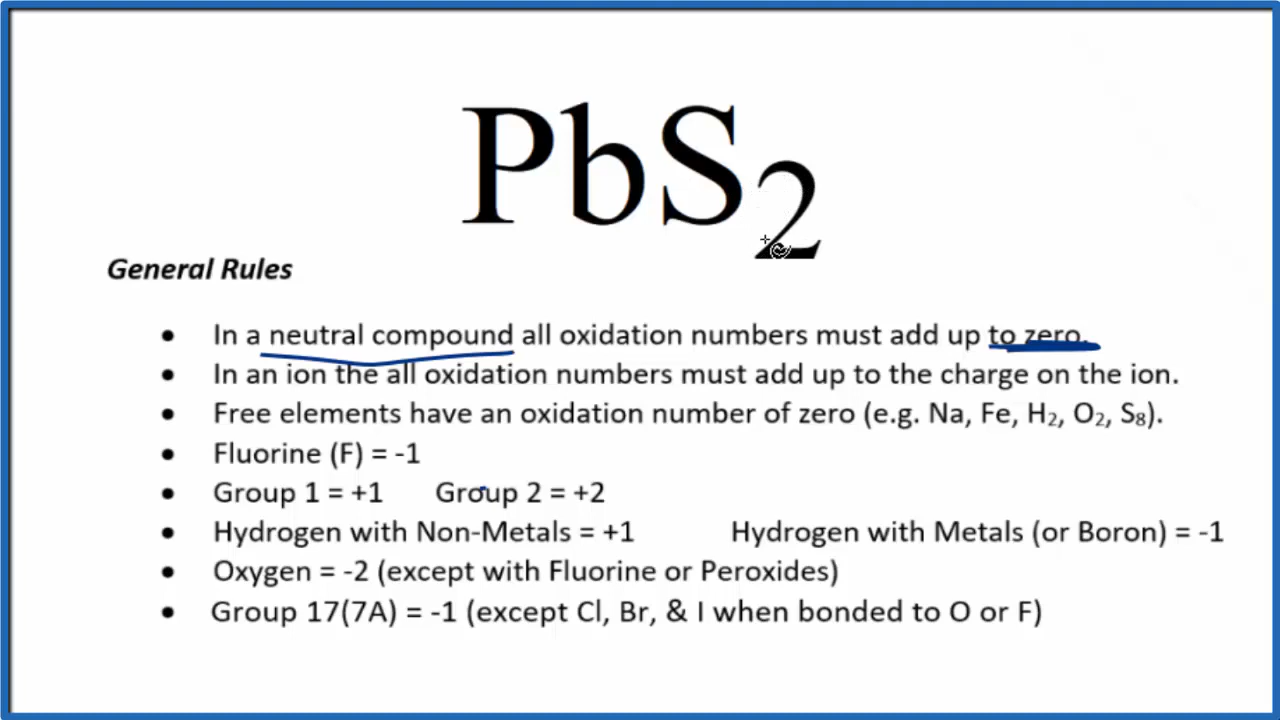 PbS₂
General Rules
• In a neutral compound all oxidation numbers must add up to zero.
• In an ion the all oxidation numbers must add up to the charge on the ion.
• Free elements have an oxidation number of zero (e.g. Na, Fe, H₂, O₂, S₈).
• Fluorine (F) = -1
• Group 1 = +1 Group 2 = +2
• Hydrogen with Non-Metals = +1 Hydrogen with Metals (or Boron) = -1
• Oxygen = -2 (except with Fluorine or Peroxides)
• Group 17(7A) = -1 (except Cl, Br, & I when bonded to O or F)